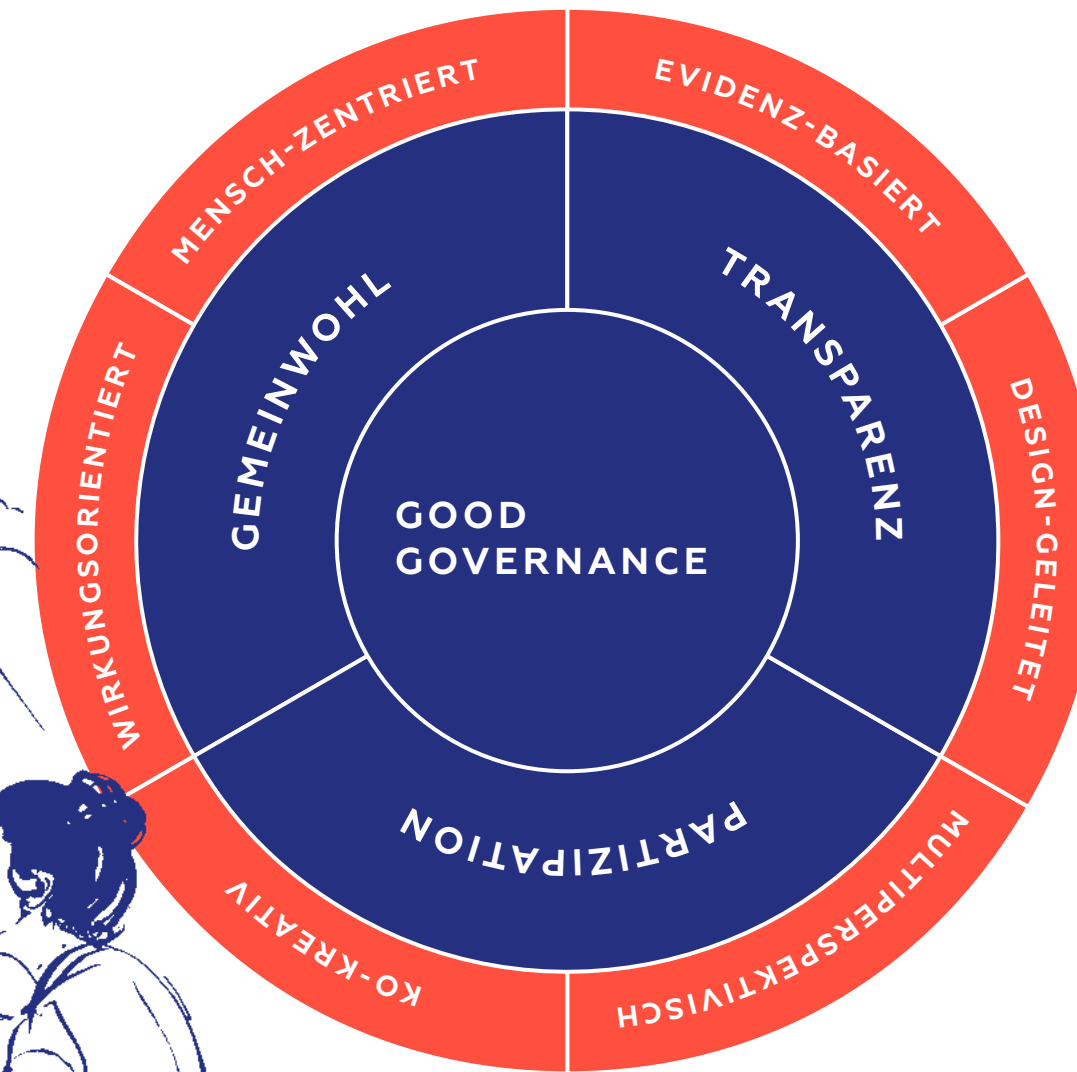 MENSCH-ZENTRIERT
EVIDENZ-BASIERT
DESIGN-GELEITET
MULTIPERSPEKTIVISCH
KO-KREATIV
WIRKUNGSORIENTIERT
GEMEINWOHL
TRANSPARENZ
PARTIZIPATION
GOOD
GOVERNANCE